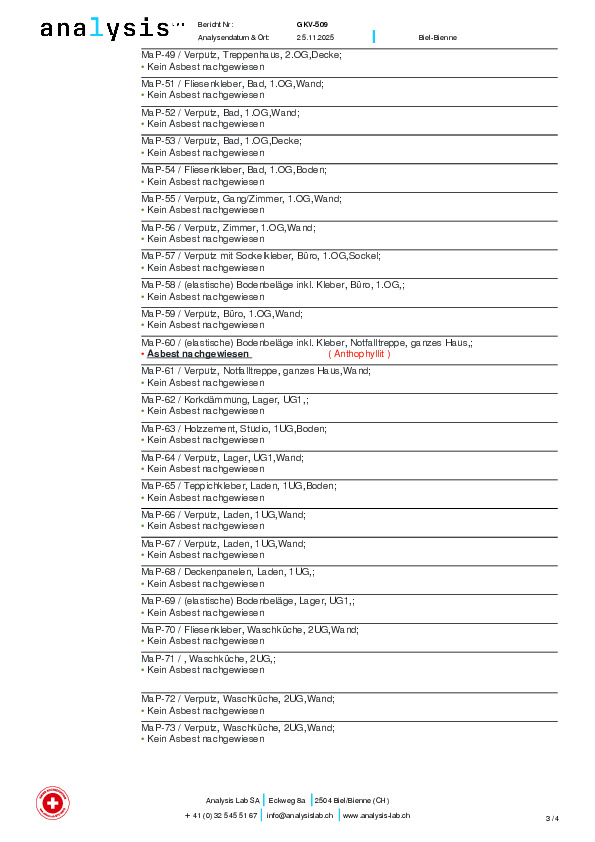 analysis
Bericht Nr: GKV-509
Analysendatum & Ort: 25.11.2025 Biel-Bienne
MaP-49 / Verputz, Treppenhaus, 2.OG,Decke;
• Kein Asbest nachgewiesen
MaP-51 / Fliesenkleber, Bad, 1.OG,Wand;
• Kein Asbest nachgewiesen
MaP-52 / Verputz, Bad, 1.OG,Wand;
• Kein Asbest nachgewiesen
MaP-53 / Verputz, Bad, 1.OG,Decke;
• Kein Asbest nachgewiesen
MaP-54 / Fliesenkleber, Bad, 1.OG,Boden;
• Kein Asbest nachgewiesen
MaP-55 / Verputz, Gang/Zimmer, 1.OG,Wand;
• Kein Asbest nachgewiesen
MaP-56 / Verputz, Zimmer, 1.OG,Wand;
• Kein Asbest nachgewiesen
MaP-57 / Verputz mit Sockelkleber, Büro, 1.OG,Sockel;
• Kein Asbest nachgewiesen
MaP-58 / (elastische) Bodenbeläge inkl. Kleber, Büro, 1.OG,;
• Kein Asbest nachgewiesen
MaP-59 / Verputz, Büro, 1.OG,Wand;
• Kein Asbest nachgewiesen
MaP-60 / (elastische) Bodenbeläge inkl. Kleber, Notfalltreppe, ganzes Haus,;
• Asbest nachgewiesen ( Anthophyllit )
MaP-61 / Verputz, Notfalltreppe, ganzes Haus,Wand;
• Kein Asbest nachgewiesen
MaP-62 / Korkdämmung, Lager, UG1,;
• Kein Asbest nachgewiesen
MaP-63 / Holzzement, Studio, 1UG,Boden;
• Kein Asbest nachgewiesen
MaP-64 / Verputz, Lager, UG1,Wand;
• Kein Asbest nachgewiesen
MaP-65 / Teppichkleber, Laden, 1UG,Boden;
• Kein Asbest nachgewiesen
MaP-66 / Verputz, Laden, 1UG,Wand;
• Kein Asbest nachgewiesen
MaP-67 / Verputz, Laden, 1UG,Wand;
• Kein Asbest nachgewiesen
MaP-68 / Deckenpanelen, Laden, 1UG,;
• Kein Asbest nachgewiesen
MaP-69 / (elastische) Bodenbeläge, Lager, UG1,;
• Kein Asbest nachgewiesen
MaP-70 / Fliesenkleber, Waschküche, 2UG,Wand;
• Kein Asbest nachgewiesen
MaP-71 / , Waschküche, 2UG,;
MaP-72 / Verputz, Waschküche, 2UG,Wand;
• Kein Asbest nachgewiesen
MaP-73 / Verputz, Waschküche, 2UG,Wand;
• Kein Asbest nachgewiesen
Analysis Lab SA | Eckweg 8a | 2504 Biel/Bienne (CH)
+ 41 (0) 32 545 51 67 | info@analysislab.ch | www.analysis-lab.ch
3 / 4